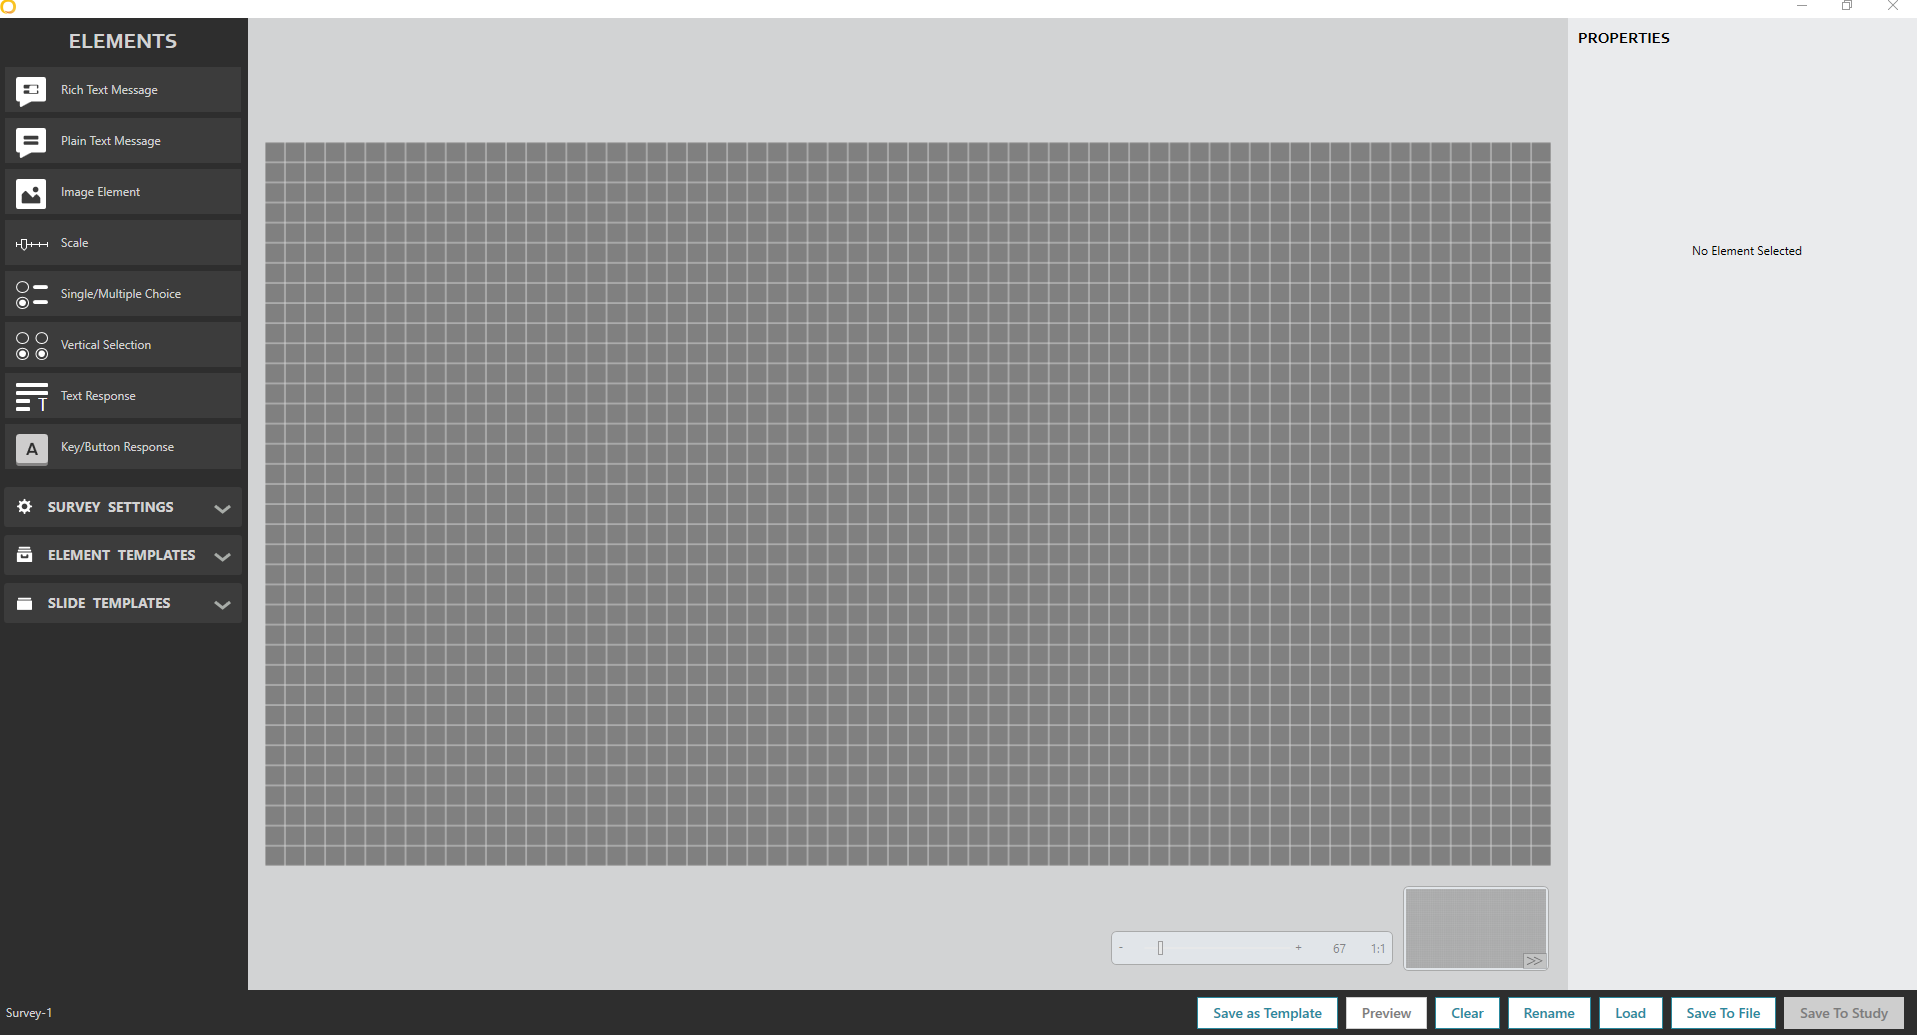 ELEMENTS
Rich Text Message
Plain Text Message
Image Element
Scale
Single/Multiple Choice
Vertical Selection
T
Text Response
A
Key/Button Response
SURVEY SETTINGS
ELEMENT TEMPLATES
SLIDE TEMPLATES
PROPERTIES
No Element Selected
- + 67 1:1
>>
Survey-1
Save as Template
Preview
Clear
Rename
Load
Save To File
Save To Study